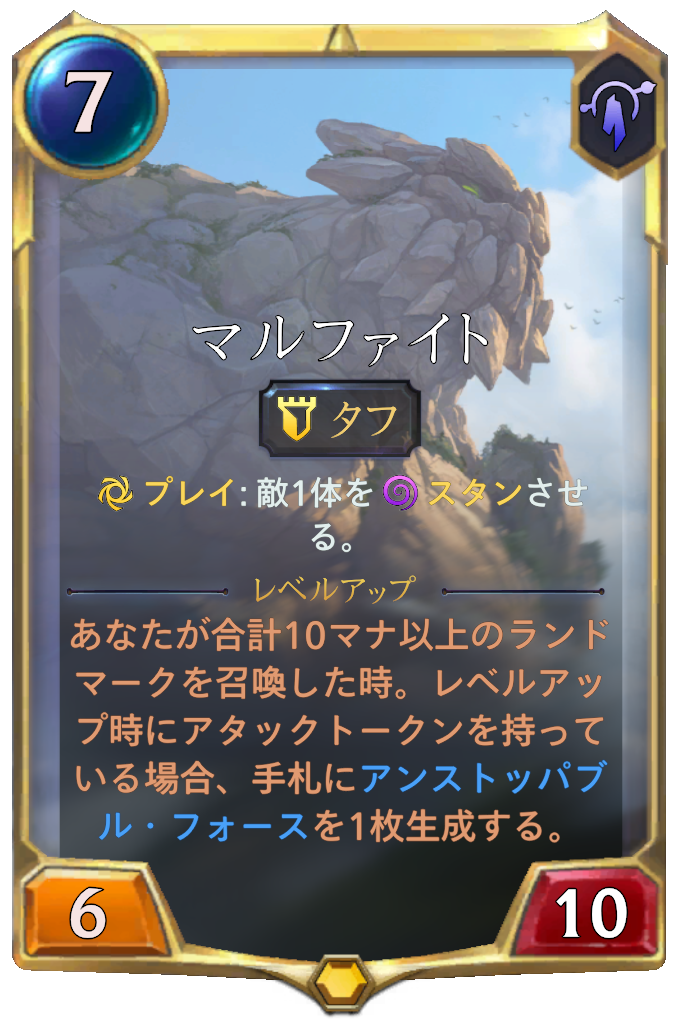 7
マルファイト
タフ
プレイ: 敵1体を スタンさせ
る。
レベルアップ
あなたが合計10マナ以上のランド
マークを召喚した時。レベルアッ
プ時にアタックトークンを持って
いる場合、手札にアンストッパブ
ル・フォースを1枚生成する。
6
10